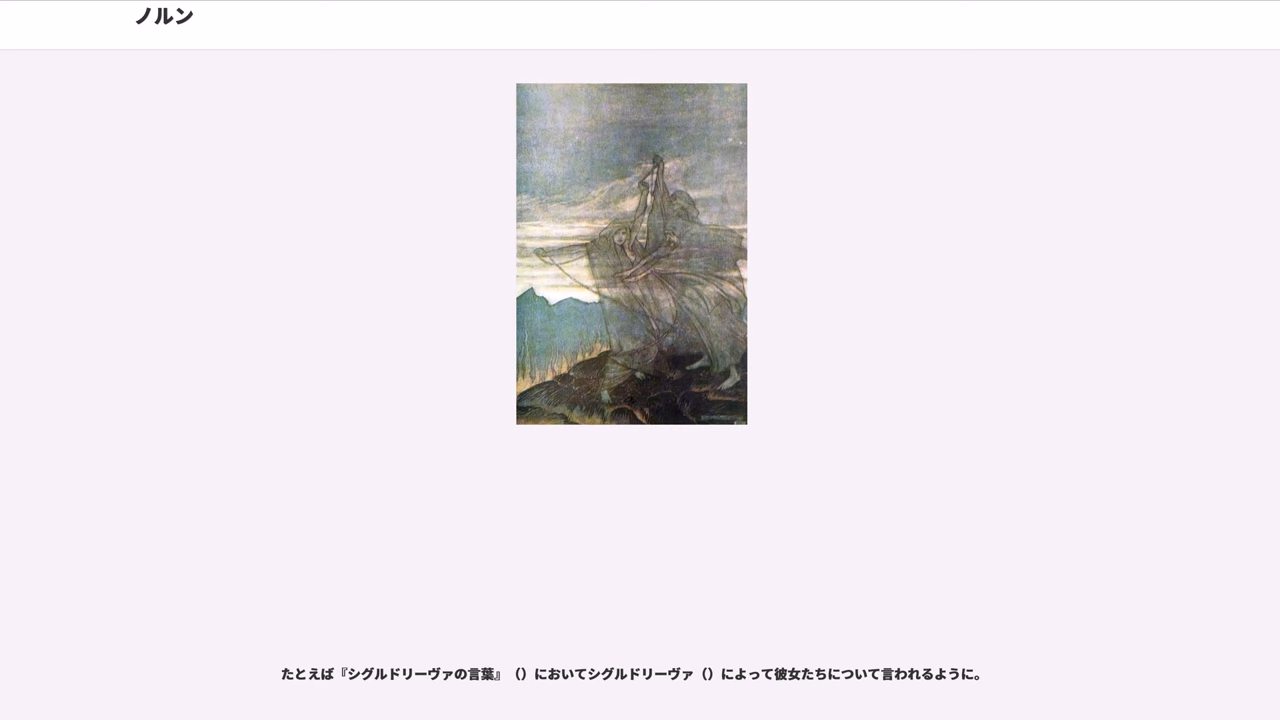 ノルン
たとえば『シグルドリーヴァの言葉』（）においてシグルドリーヴァ（）によって彼女たちについて言われるように。